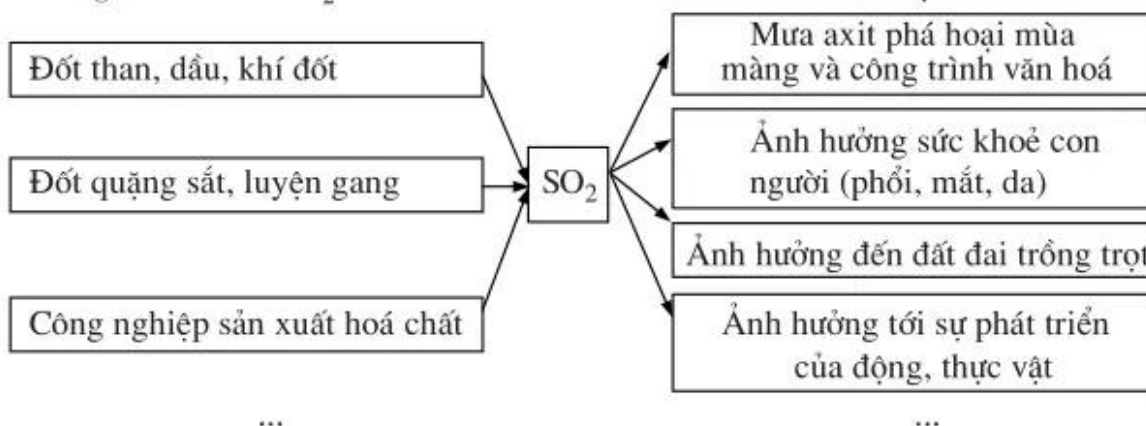 Đốt than, dầu, khí đốt
Đốt quặng sắt, luyện gang
Công nghiệp sản xuất hoá chất
...
SO₂
Mưa axit phá hoại mùa
màng và công trình văn hoá
Ảnh hưởng sức khoẻ con
người (phổi, mắt, da)
Ảnh hưởng đến đất đai trồng trọt
Ảnh hưởng tới sự phát triển
của động, thực vật
...